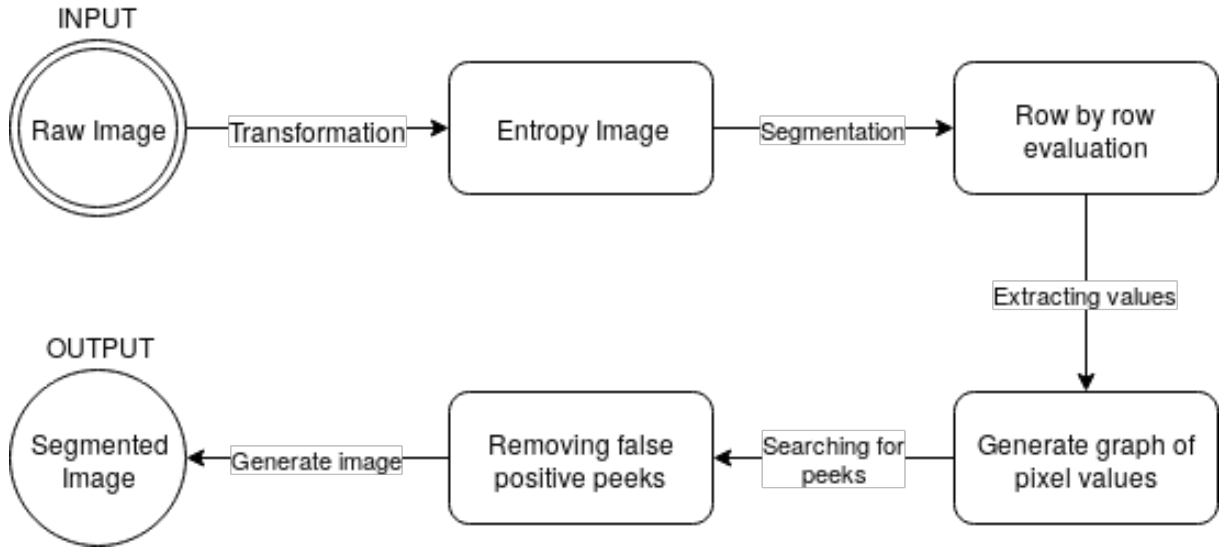 INPUT
Raw Image
Transformation
Entropy Image
Segmentation
Row by row
evaluation
Extracting values
Generate graph of
pixel values
Searching for
peeks
Removing false
positive peeks
Generate image
OUTPUT
Segmented
Image